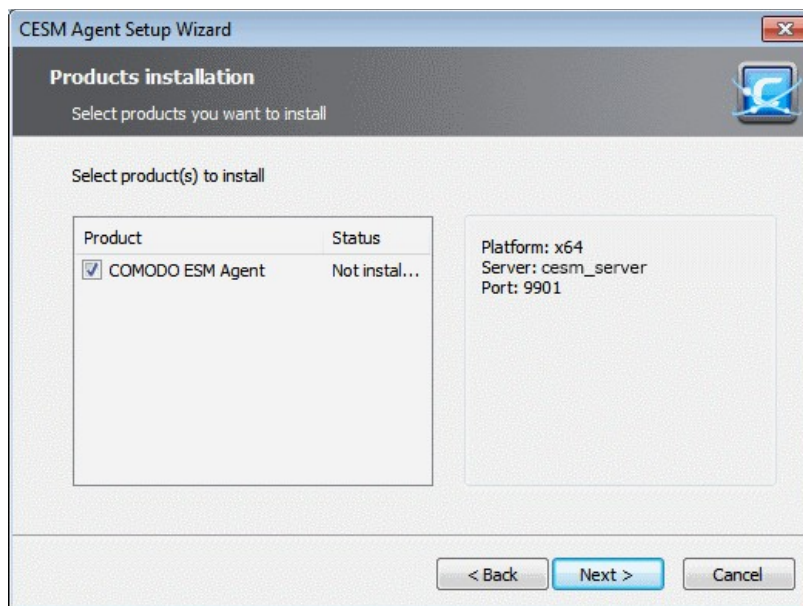 CESM Agent Setup Wizard
Products installation
Select products you want to install
Select product(s) to install
Product Status
COMODO ESM Agent Not instal...
Platform: x64
Server: cesm_server
Port: 9901
< Back Next > Cancel